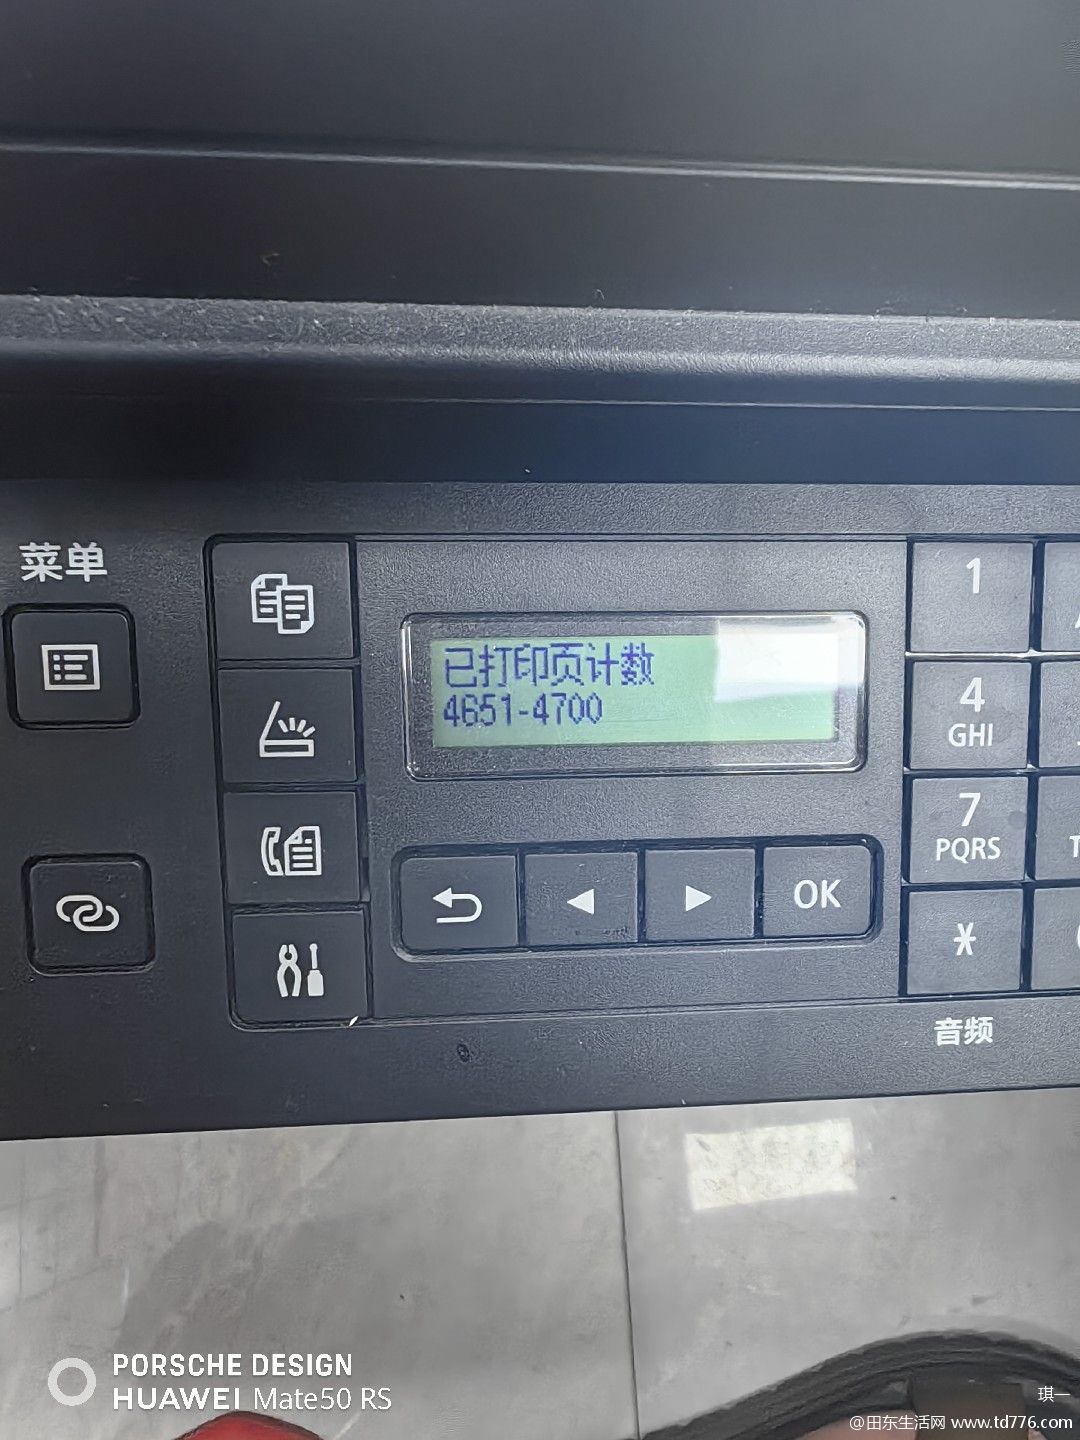 菜单
已打印页计数
4651-4700
1
4
GHI
7
PQRS
OK
*
音频
PORSCHE DESIGN
HUAWEI Mate50 RS
琪一
@田东生活网 www.td776.com